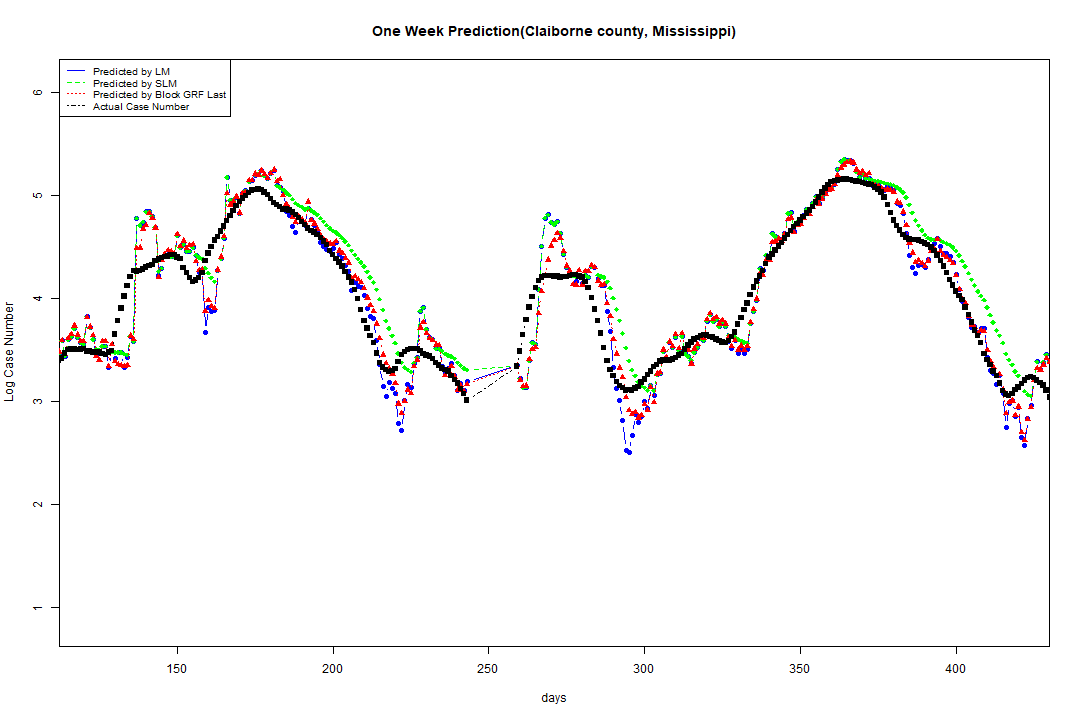 One Week Prediction(Claiborne county, Mississippi)
Predicted by LM
Predicted by SLM
Predicted by Block GRF Last
Actual Case Number
6
5
4
3
2
1
Log Case Number
150 200 250 300 350 400
days